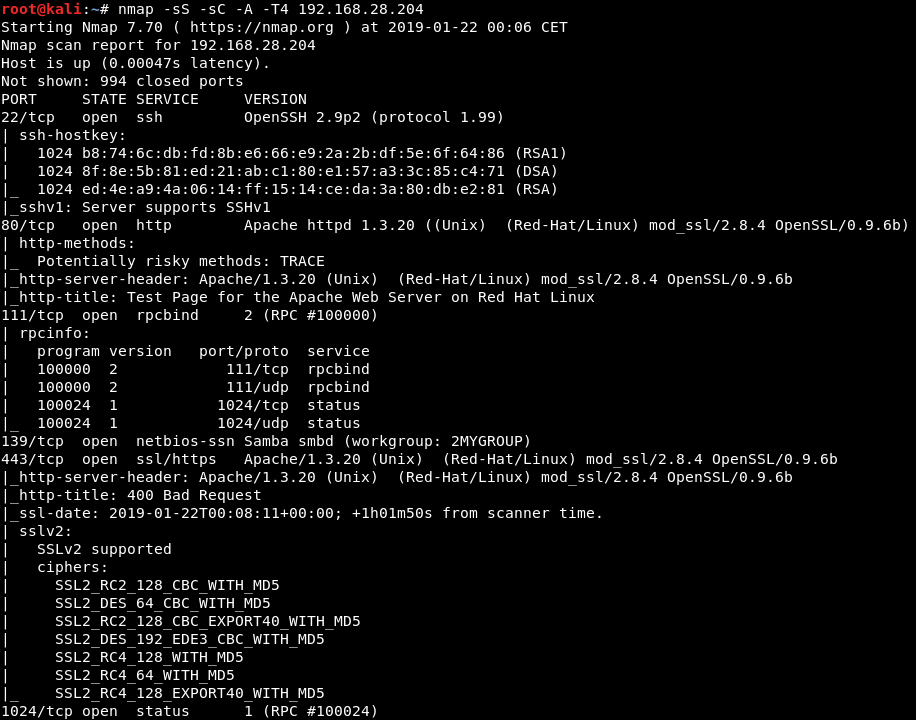 root@kali:~# nmap -sS -sC -A -T4 192.168.28.204
Starting Nmap 7.70 ( https://nmap.org ) at 2019-01-22 00:06 CET
Nmap scan report for 192.168.28.204
Host is up (0.00047s latency).
Not shown: 994 closed ports
PORT     STATE SERVICE     VERSION
22/tcp   open  ssh         OpenSSH 2.9p2 (protocol 1.99)
| ssh-hostkey:
|   1024 b8:74:6c:db:fd:8b:e6:66:e9:2a:2b:df:5e:6f:64:86 (RSA1)
|   1024 8f:8e:5b:81:ed:21:ab:c1:80:e1:57:a3:3c:85:c4:71 (DSA)
|_  1024 ed:4e:a9:4a:06:14:ff:15:14:ce:da:3a:80:db:e2:81 (RSA)
|_sshv1: Server supports SSHv1
80/tcp   open  http        Apache httpd 1.3.20 ((Unix)  (Red-Hat/Linux) mod_ssl/2.8.4 OpenSSL/0.9.6b)
| http-methods:
|_  Potentially risky methods: TRACE
|_http-server-header: Apache/1.3.20 (Unix)  (Red-Hat/Linux) mod_ssl/2.8.4 OpenSSL/0.9.6b
|_http-title: Test Page for the Apache Web Server on Red Hat Linux
111/tcp  open  rpcbind     2 (RPC #100000)
| rpcinfo:
|   program version   port/proto  service
|   100000  2            111/tcp  rpcbind
|   100000  2            111/udp  rpcbind
|   100024  1           1024/tcp  status
|_  100024  1           1024/udp  status
139/tcp  open  netbios-ssn Samba smbd (workgroup: 2MYGROUP)
443/tcp  open  ssl/https   Apache/1.3.20 (Unix)  (Red-Hat/Linux) mod_ssl/2.8.4 OpenSSL/0.9.6b
|_http-server-header: Apache/1.3.20 (Unix)  (Red-Hat/Linux) mod_ssl/2.8.4 OpenSSL/0.9.6b
|_http-title: 400 Bad Request
|_ssl-date: 2019-01-22T00:08:11+00:00; +1h01m50s from scanner time.
| sslv2:
|   SSLv2 supported
|   ciphers:
|     SSL2_RC2_128_CBC_WITH_MD5
|     SSL2_DES_64_CBC_WITH_MD5
|     SSL2_RC2_128_CBC_EXPORT40_WITH_MD5
|     SSL2_DES_192_EDE3_CBC_WITH_MD5
|     SSL2_RC4_128_WITH_MD5
|     SSL2_RC4_64_WITH_MD5
|_    SSL2_RC4_128_EXPORT40_WITH_MD5
1024/tcp open  status      1 (RPC #100024)